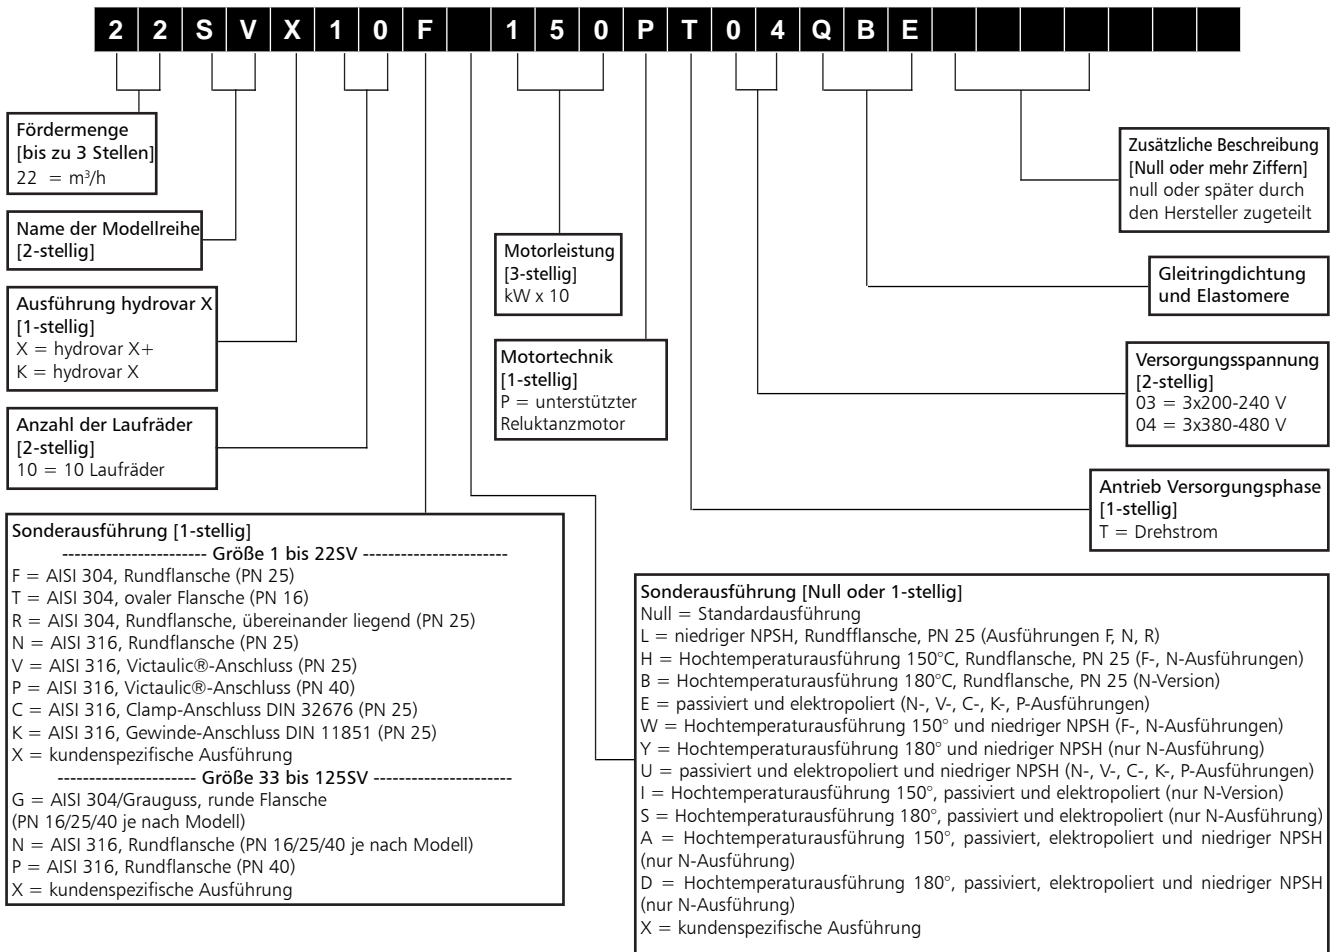 2 2 S V X 1 0 F 1 5 0 P T 0 4 Q B E
Fördermenge
[bis zu 3 Stellen]
22 = m³/h
Name der Modellreihe
[2-stellig]
Ausführung hydrovar X
[1-stellig]
X = hydrovar X+
K = hydrovar X
Anzahl der Laufräder
[2-stellig]
10 = 10 Laufräder
Motorleistung
[3-stellig]
kW x 10
Motortechnik
[1-stellig]
P = unterstützter
Reluktanzmotor
Zusätzliche Beschreibung
[Null oder mehr Ziffern]
null oder später durch
den Hersteller zugeteilt
Gleitringdichtung
und Elastomere
Versorgungsspannung
[2-stellig]
03 = 3x200-240 V
04 = 3x380-480 V
Antrieb Versorgungsphase
[1-stellig]
T = Drehstrom
Sonderausführung [1-stellig]
----------------------- Größe 1 bis 22SV -----------------------
F = AISI 304, Rundflansche (PN 25)
T = AISI 304, ovaler Flansche (PN 16)
R = AISI 304, Rundflansche, übereinander liegend (PN 25)
N = AISI 316, Rundflansche (PN 25)
V = AISI 316, Victaulic®-Anschluss (PN 25)
P = AISI 316, Victaulic®-Anschluss (PN 40)
C = AISI 316, Clamp-Anschluss DIN 32676 (PN 25)
K = AISI 316, Gewinde-Anschluss DIN 11851 (PN 25)
X = kundenspezifische Ausführung
---------------------- Größe 33 bis 125SV ----------------------
G = AISI 304/Grauguss, runde Flansche
(PN 16/25/40 je nach Modell)
N = AISI 316, Rundflansche (PN 16/25/40 je nach Modell)
P = AISI 316, Rundflansche (PN 40)
X = kundenspezifische Ausführung
Sonderausführung [Null oder 1-stellig]
Null = Standardausführung
L = niedriger NPSH, Rundfflansche, PN 25 (Ausführungen F, N, R)
H = Hochtemperaturausführung 150°C, Rundflansche, PN 25 (F-, N-Ausführungen)
B = Hochtemperaturausführung 180°C, Rundflansche, PN 25 (N-Version)
E = passiviert und elektropoliert (N-, V-, C-, K-, P-Ausführungen)
W = Hochtemperaturausführung 150° und niedriger NPSH (F-, N-Ausführungen)
Y = Hochtemperaturausführung 180° und niedriger NPSH (nur N-Ausführung)
U = passiviert und elektropoliert und niedriger NPSH (N-, V-, C-, K-, P-Ausführungen)
I = Hochtemperaturausführung 150°, passiviert und elektropoliert (nur N-Version)
S = Hochtemperaturausführung 180°, passiviert und elektropoliert (nur N-Ausführung)
A = Hochtemperaturausführung 150°, passiviert, elektropoliert und niedriger NPSH
(nur N-Ausführung)
D = Hochtemperaturausführung 180°, passiviert, elektropoliert und niedriger NPSH
(nur N-Ausführung)
X = kundenspezifische Ausführung